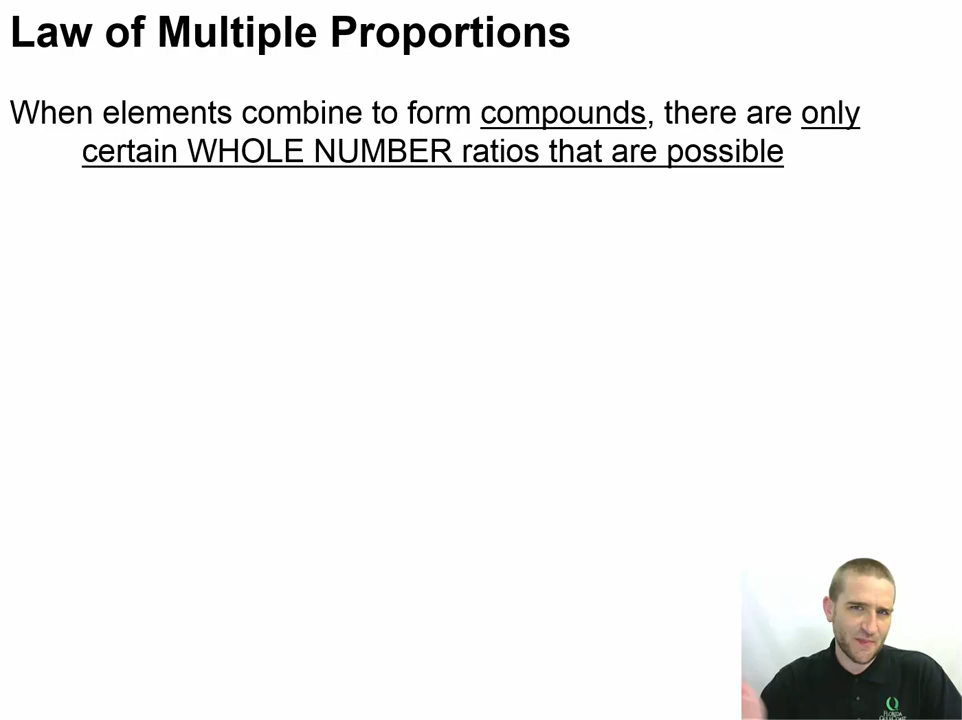 Law of Multiple Proportions
When elements combine to form compounds, there are only
certain WHOLE NUMBER ratios that are possible
FLORIDA